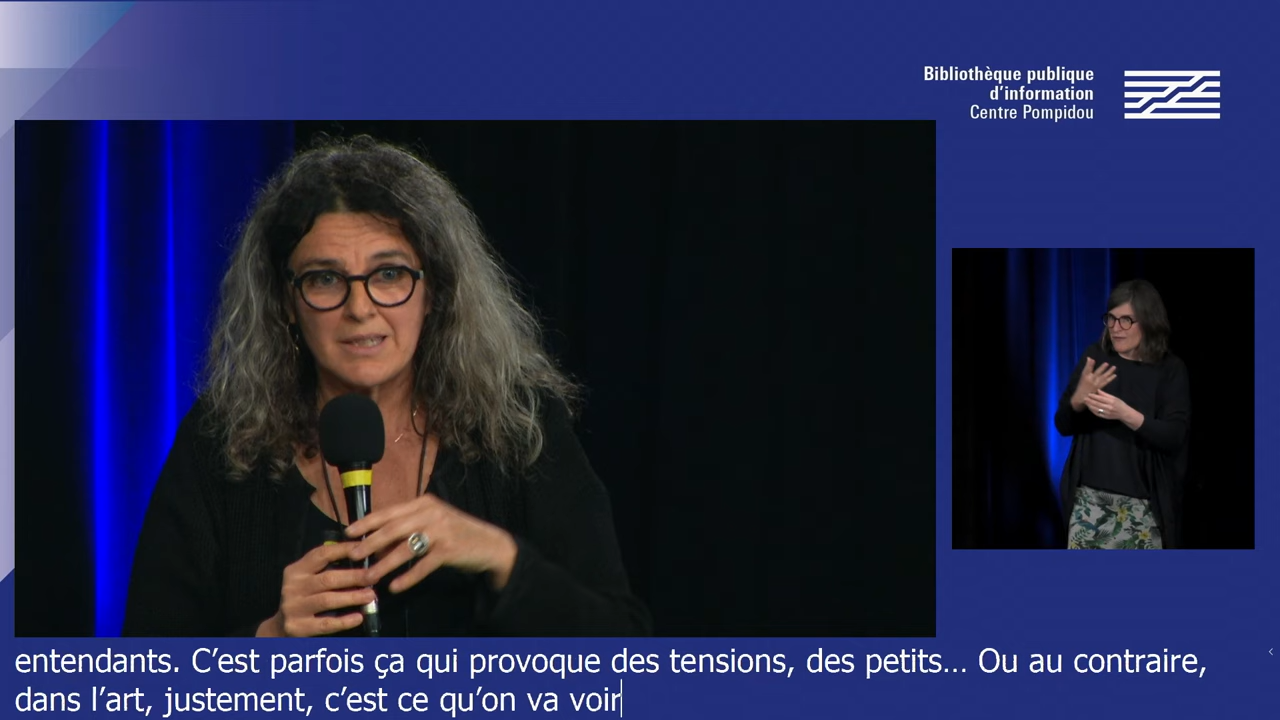 Bibliothèque publique
d’information
Centre Pompidou
entendants. C’est parfois ça qui provoque des tensions, des petits… Ou au contraire,
dans l’art, justement, c’est ce qu’on va voir